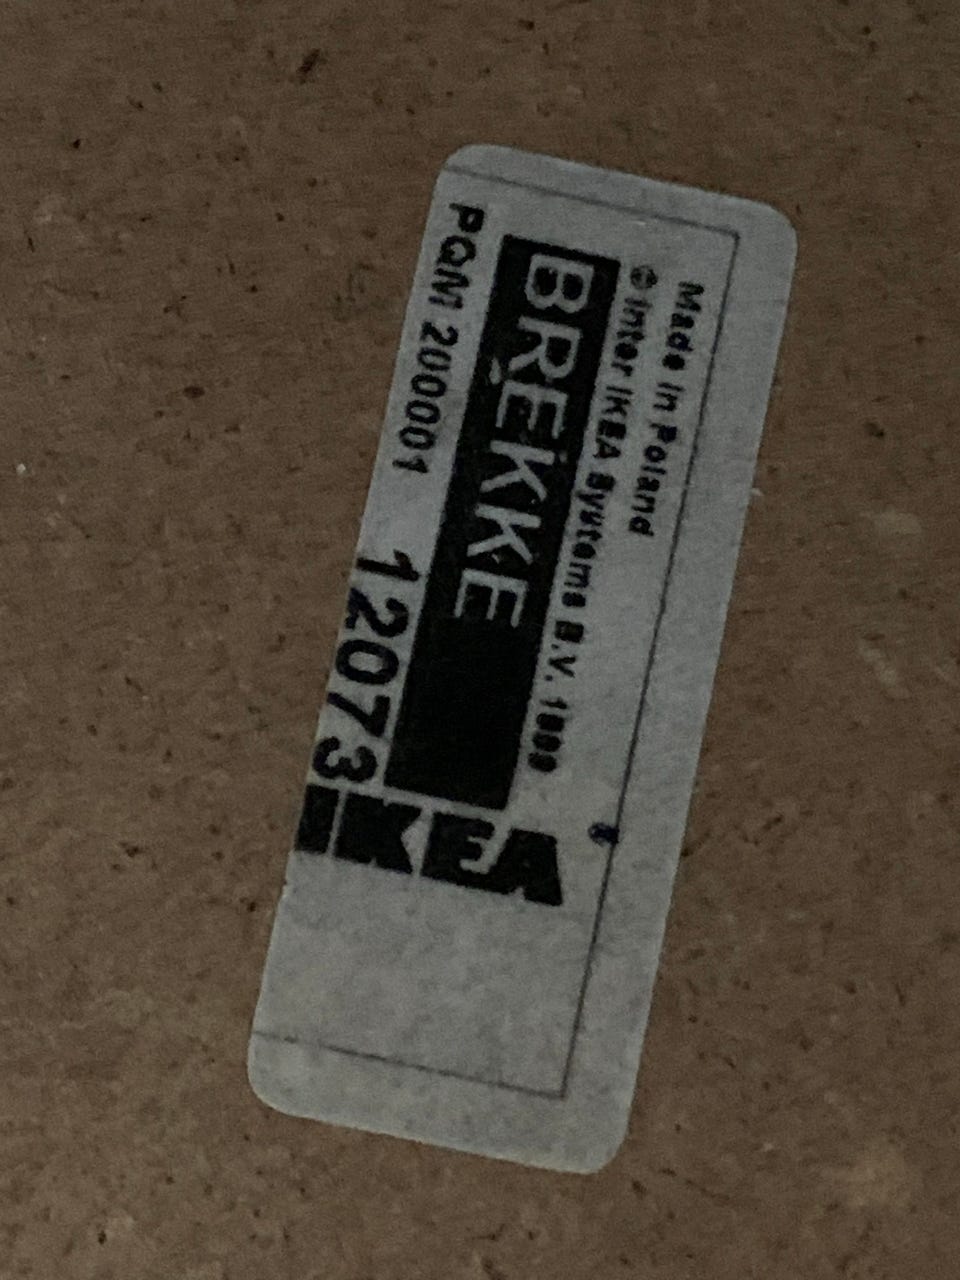 Made in Poland
© Inter IKEA Systems B.V. 1999
BREKKE
PQM 200001
12073
IKEA